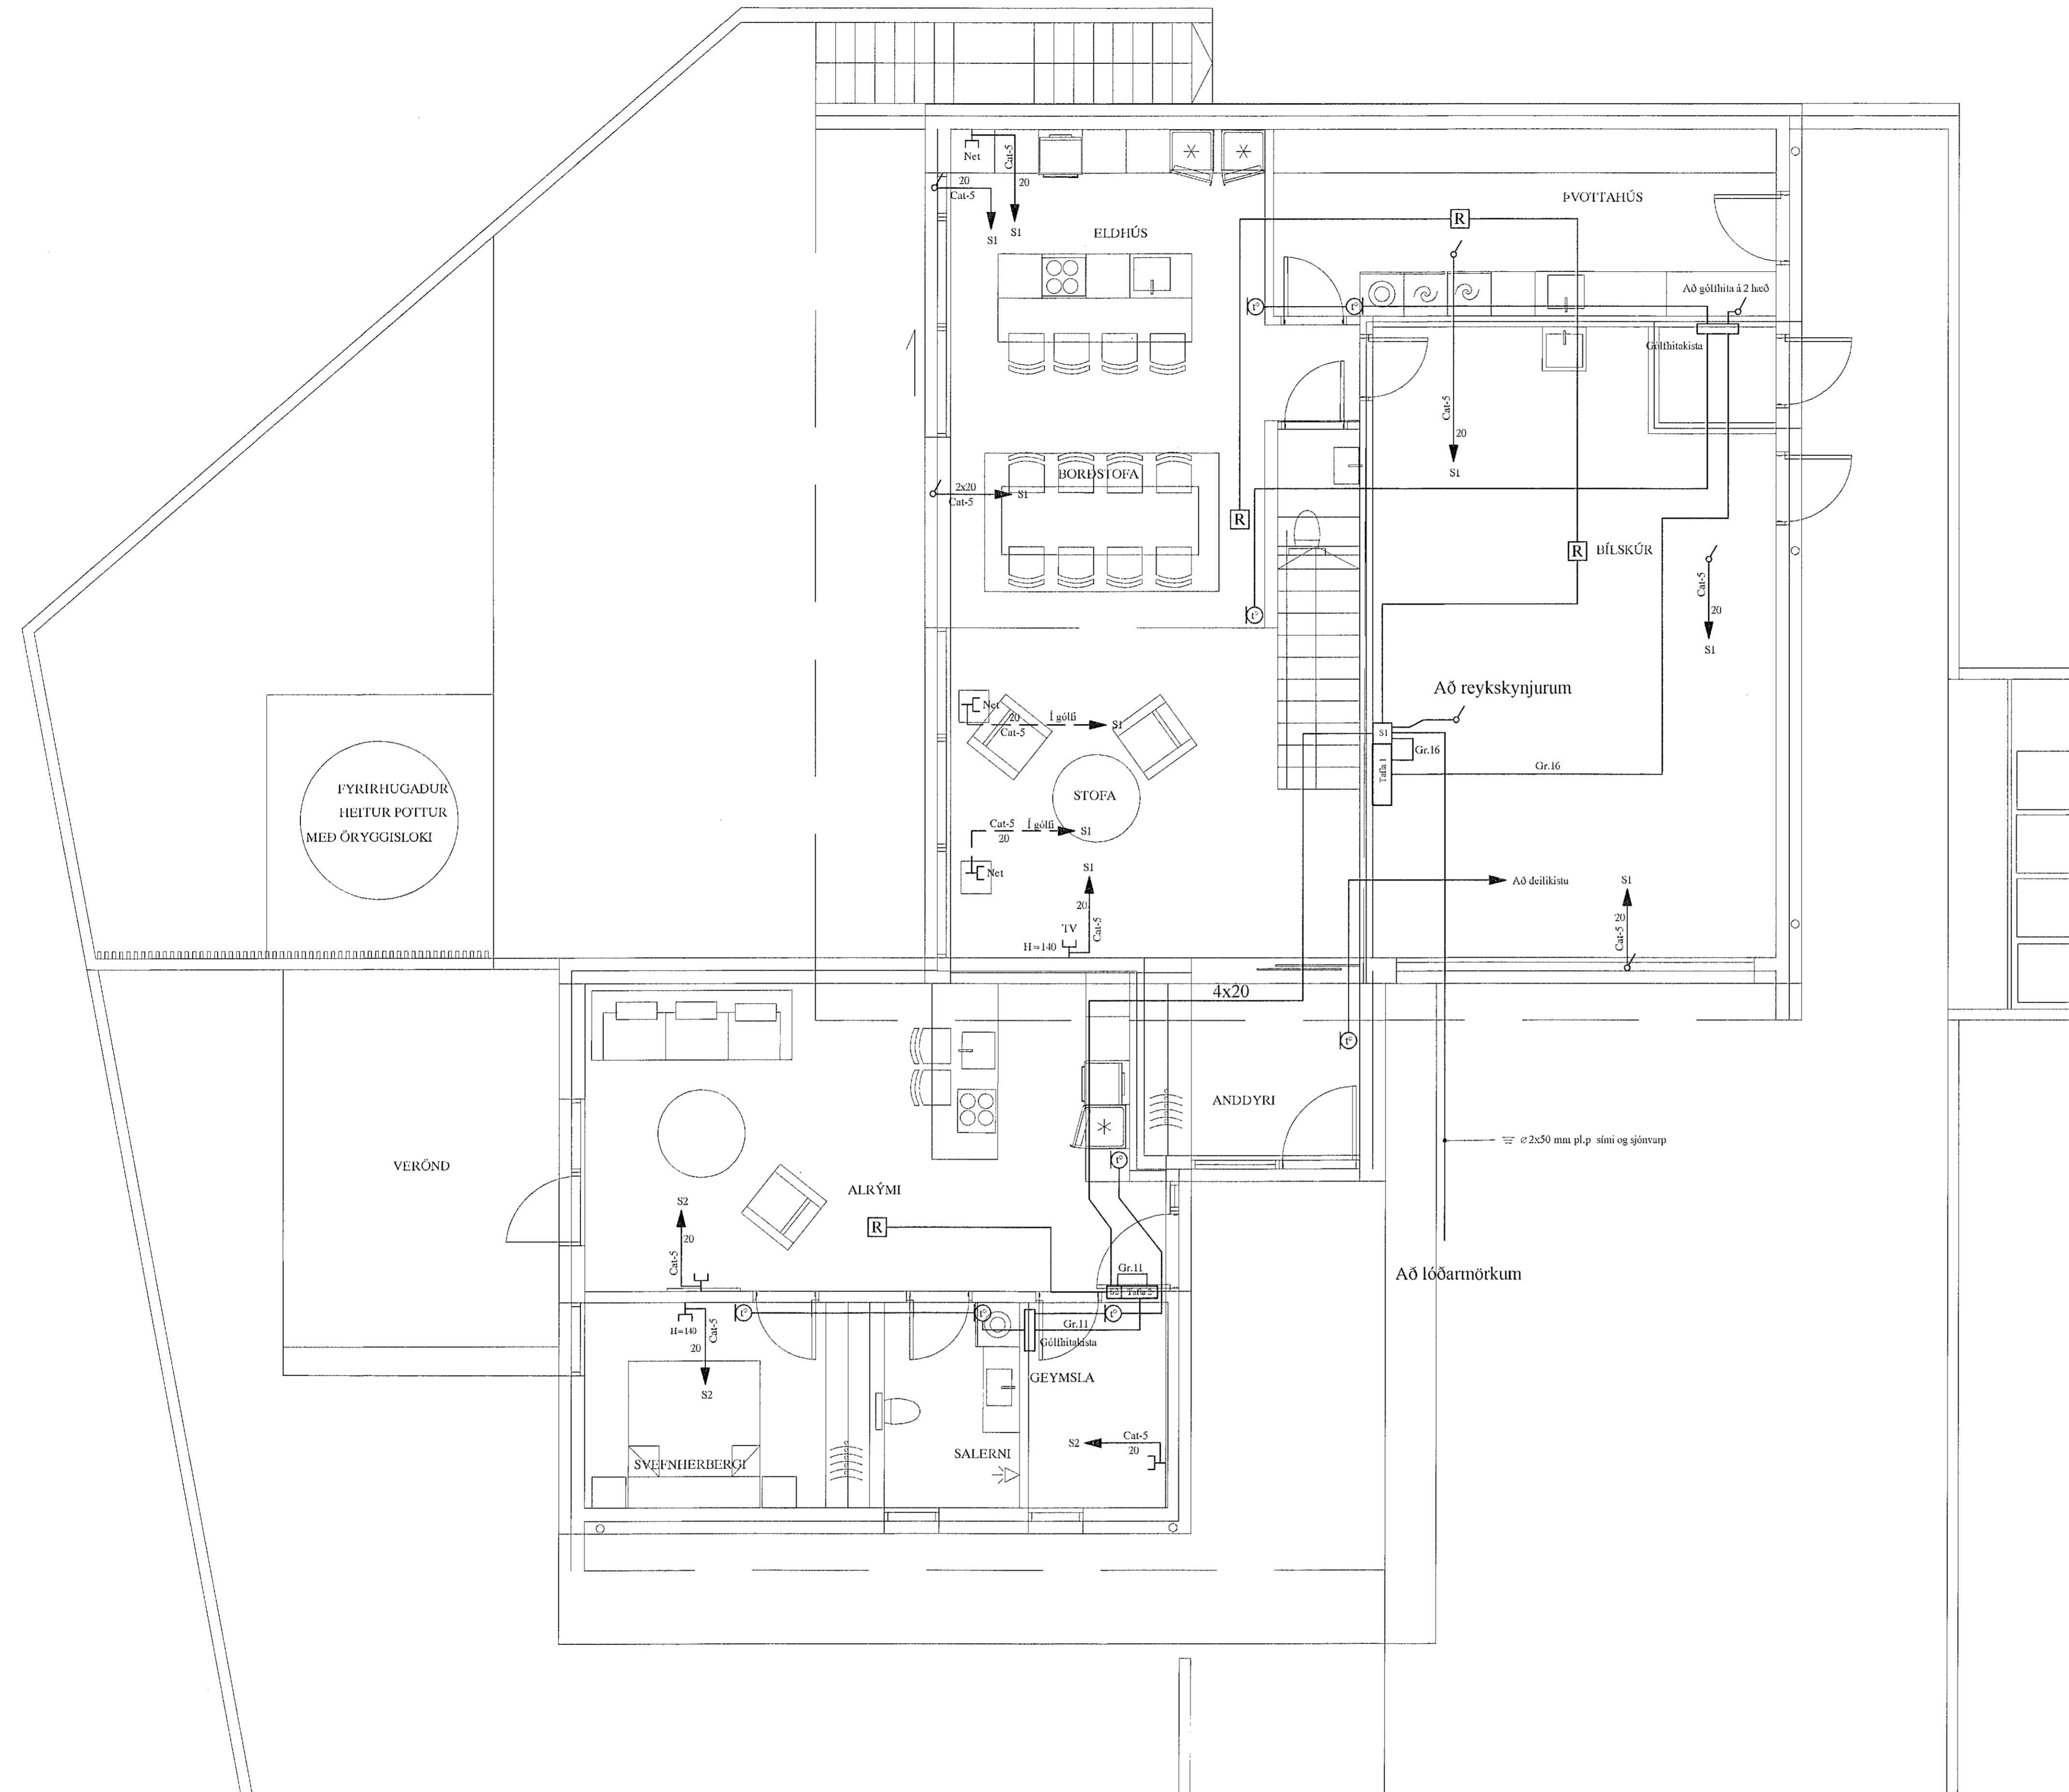 Net
Cat-5
20
20
Cat-5
S1
S1
ELDHÚS
ÞVOTTAHÚS
R
Að gólfhita á 2 hæð
t°
t°
Gólfhitakista
Cat-5
20
S1
BORÐSTOFA
2x20
Cat-5
S1
R
R
BÍLSKÚR
Cat-5
20
S1
t°
Að reykskynjurum
Net
20
Í gólfi
Cat-5
S1
S1
Gr.16
Tafla 1
Gr.16
STOFA
FYRIRHUGAÐUR
HEITUR POTTUR
MEÐ ÖRYGGISLOKI
Cat-5
Í gólfi
20
S1
Net
S1
20
Cat-5
TV
H=140
Að deilikistu
S1
20
Cat-5
4x20
t°
ANDDYRI
ø2x50 mm pl.p sími og sjónvarp
VERÖND
ALRÝMI
t°
S2
20
Cat-5
R
Gr.11
S2
Tafla 2
Að lóðarmörkum
t°
t°
t°
H=140
Cat-5
20
S2
Gr.11
Gólfhitakista
GEYMSLA
SVEFNHERBERGI
SALERNI
S2
Cat-5
20